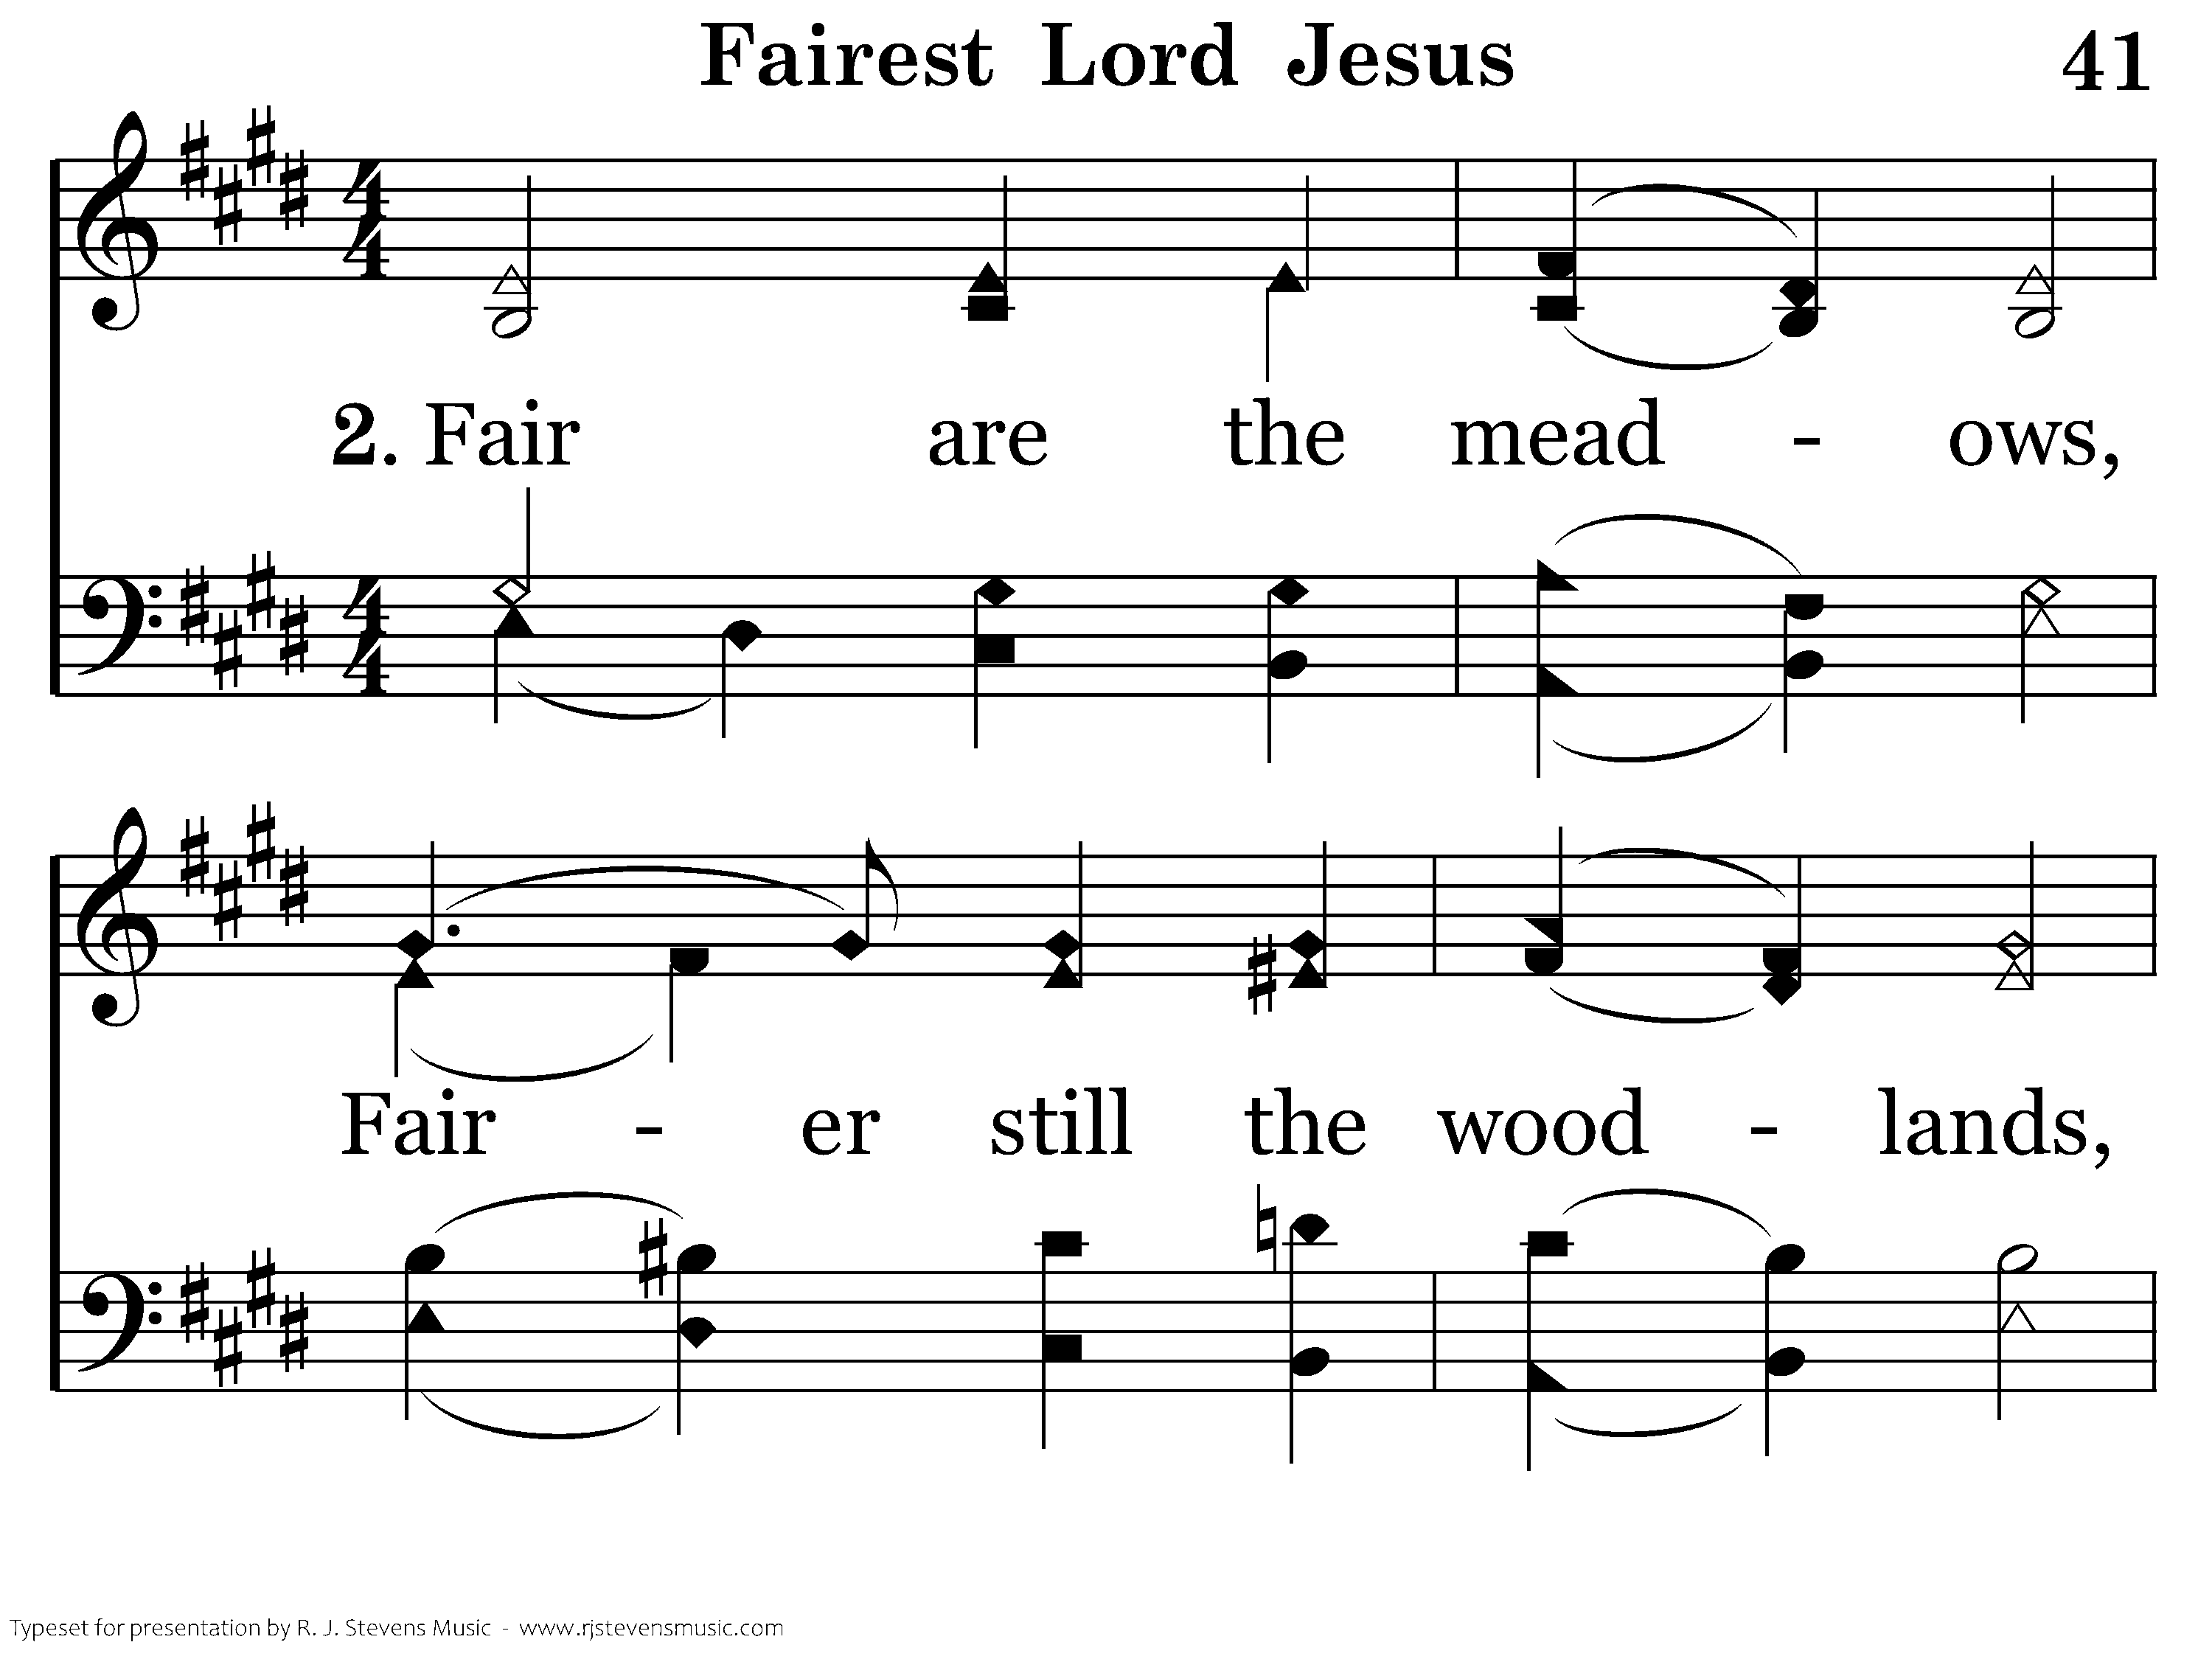 Fairest Lord Jesus 41
2. Fair are the mead - ows,
Fair - er still the wood - lands,
Typeset for presentation by R. J. Stevens Music - www.rjstevensmusic.com